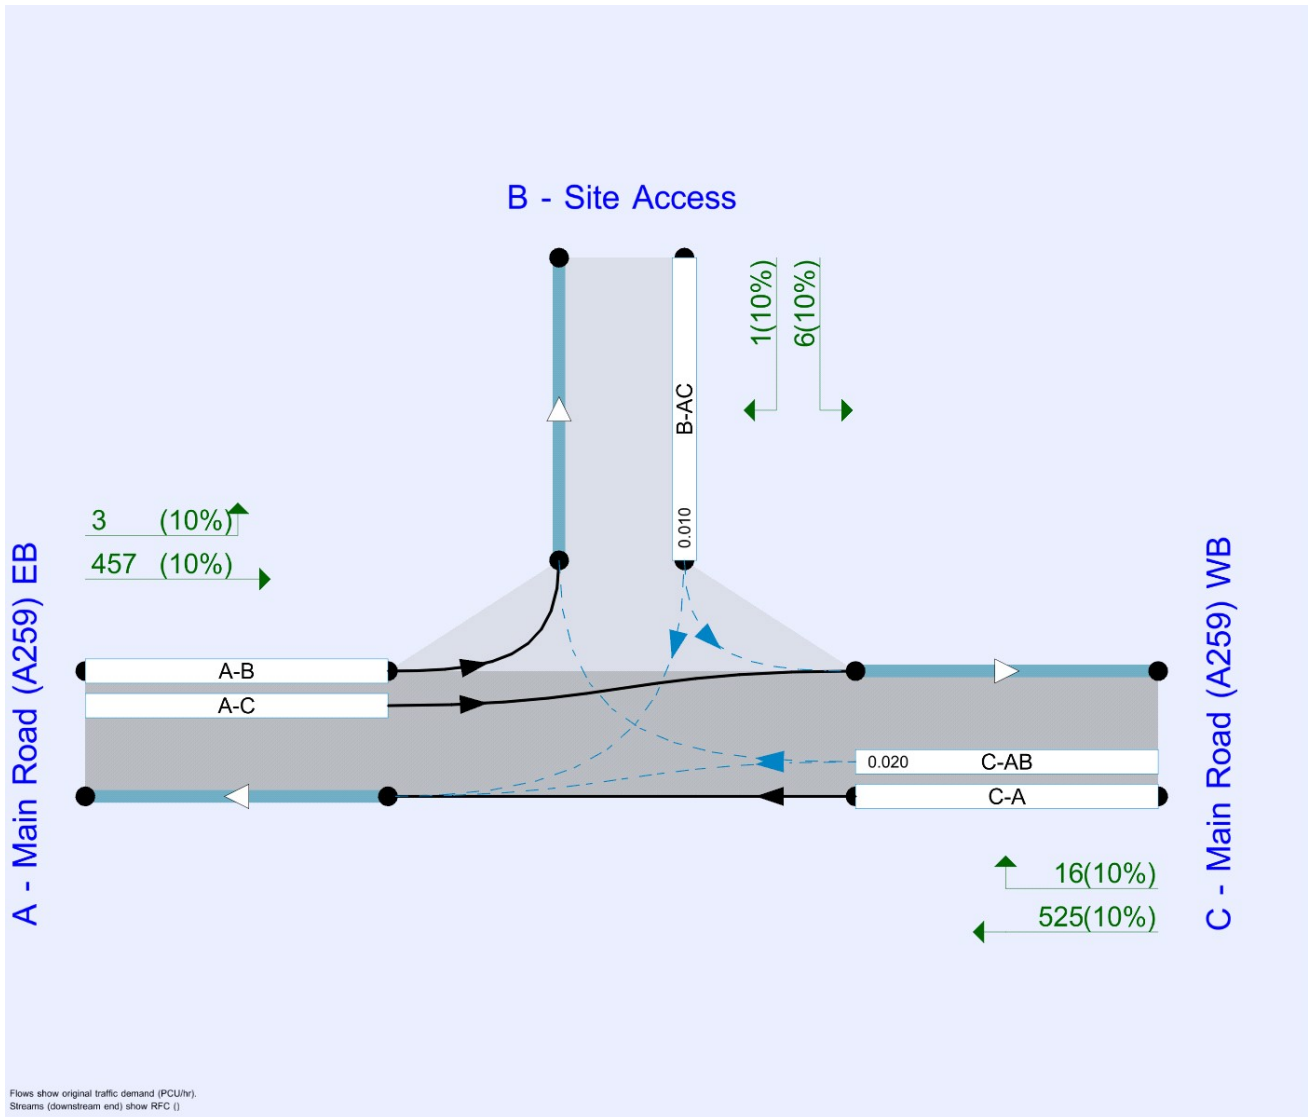 B - Site Access
1(10%)
6(10%)
B-AC
0.010
3 (10%)
457 (10%)
A - Main Road (A259) EB
C - Main Road (A259) WB
A-B
A-C
0.020 C-AB
C-A
16(10%)
525(10%)
Flows show original traffic demand (PCU/hr).
Streams (downstream end) show RFC ()